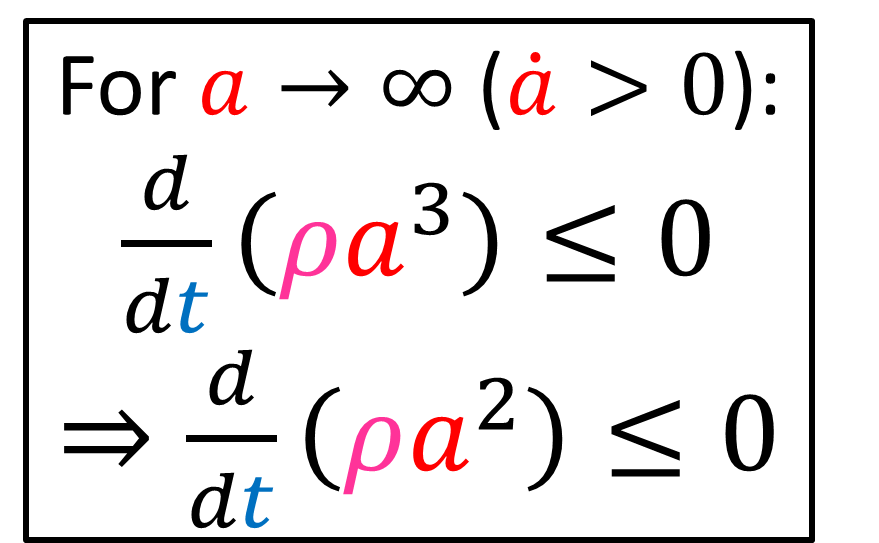 For a → ∞ (ȧ > 0):
d/dt (ρa³) ≤ 0
⇒ d/dt (ρa²) ≤ 0